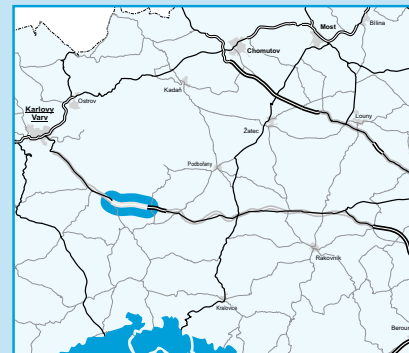 Most
Bílina
Chomutov
Kadaň
Ostrov
Karlovy
Vary
Louny
Žatec
Podbořany
Rakovník
Kralovice
Beroun